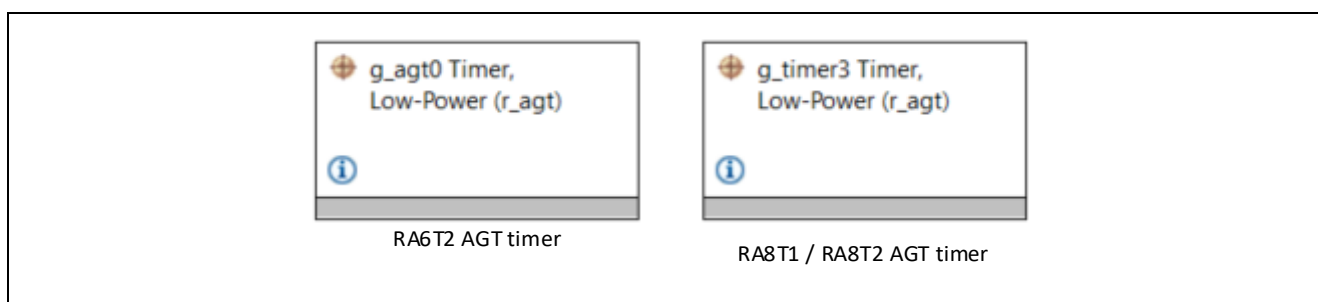 g_agt0 Timer,
Low-Power (r_agt)
RA6T2 AGT timer
g_timer3 Timer,
Low-Power (r_agt)
RA8T1 / RA8T2 AGT timer